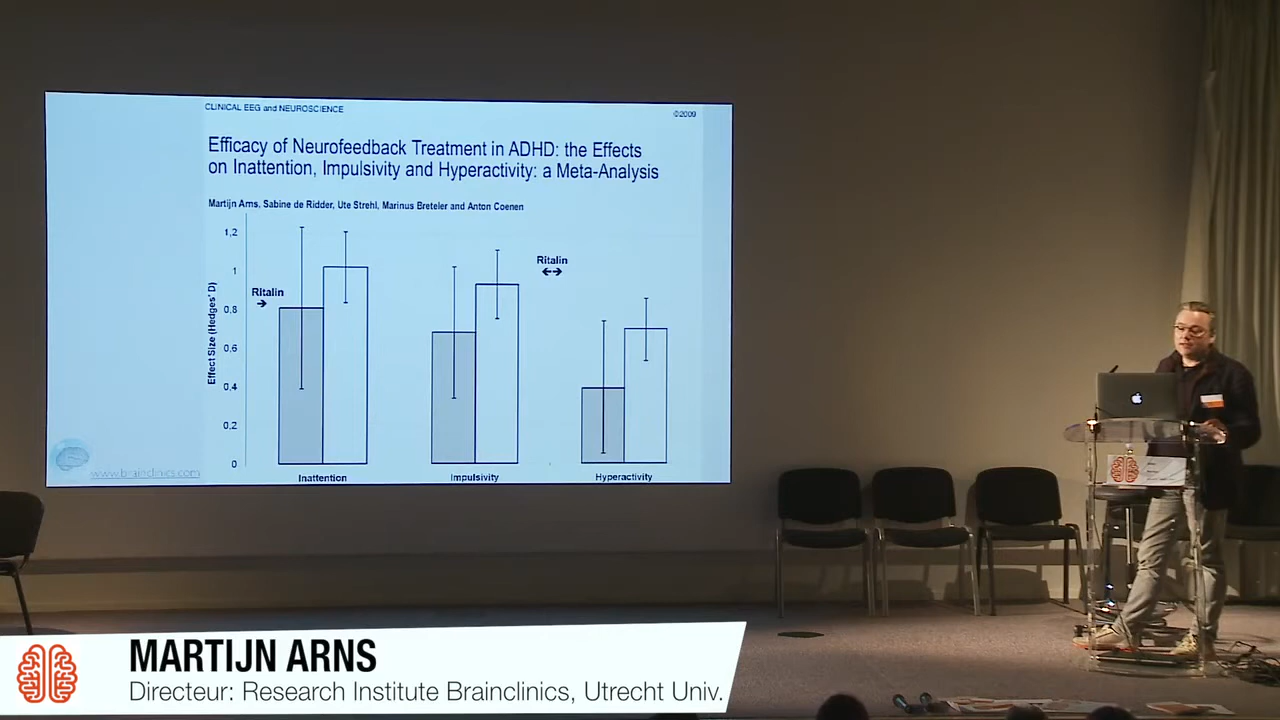 CLINICAL EEG and NEUROSCIENCE
©2009
Efficacy of Neurofeedback Treatment in ADHD: the Effects
on Inattention, Impulsivity and Hyperactivity: a Meta-Analysis
Martijn Arns, Sabine de Ridder, Ute Strehl, Marinus Breteler and Anton Coenen
1,2
1
0,8
0,6
0,4
0,2
0
Effect Size (Hedges' D)
Ritalin
Ritalin
Inattention
Impulsivity
Hyperactivity
www.brainclinics.com
MARTIJN ARNS
Directeur: Research Institute Brainclinics, Utrecht Univ.